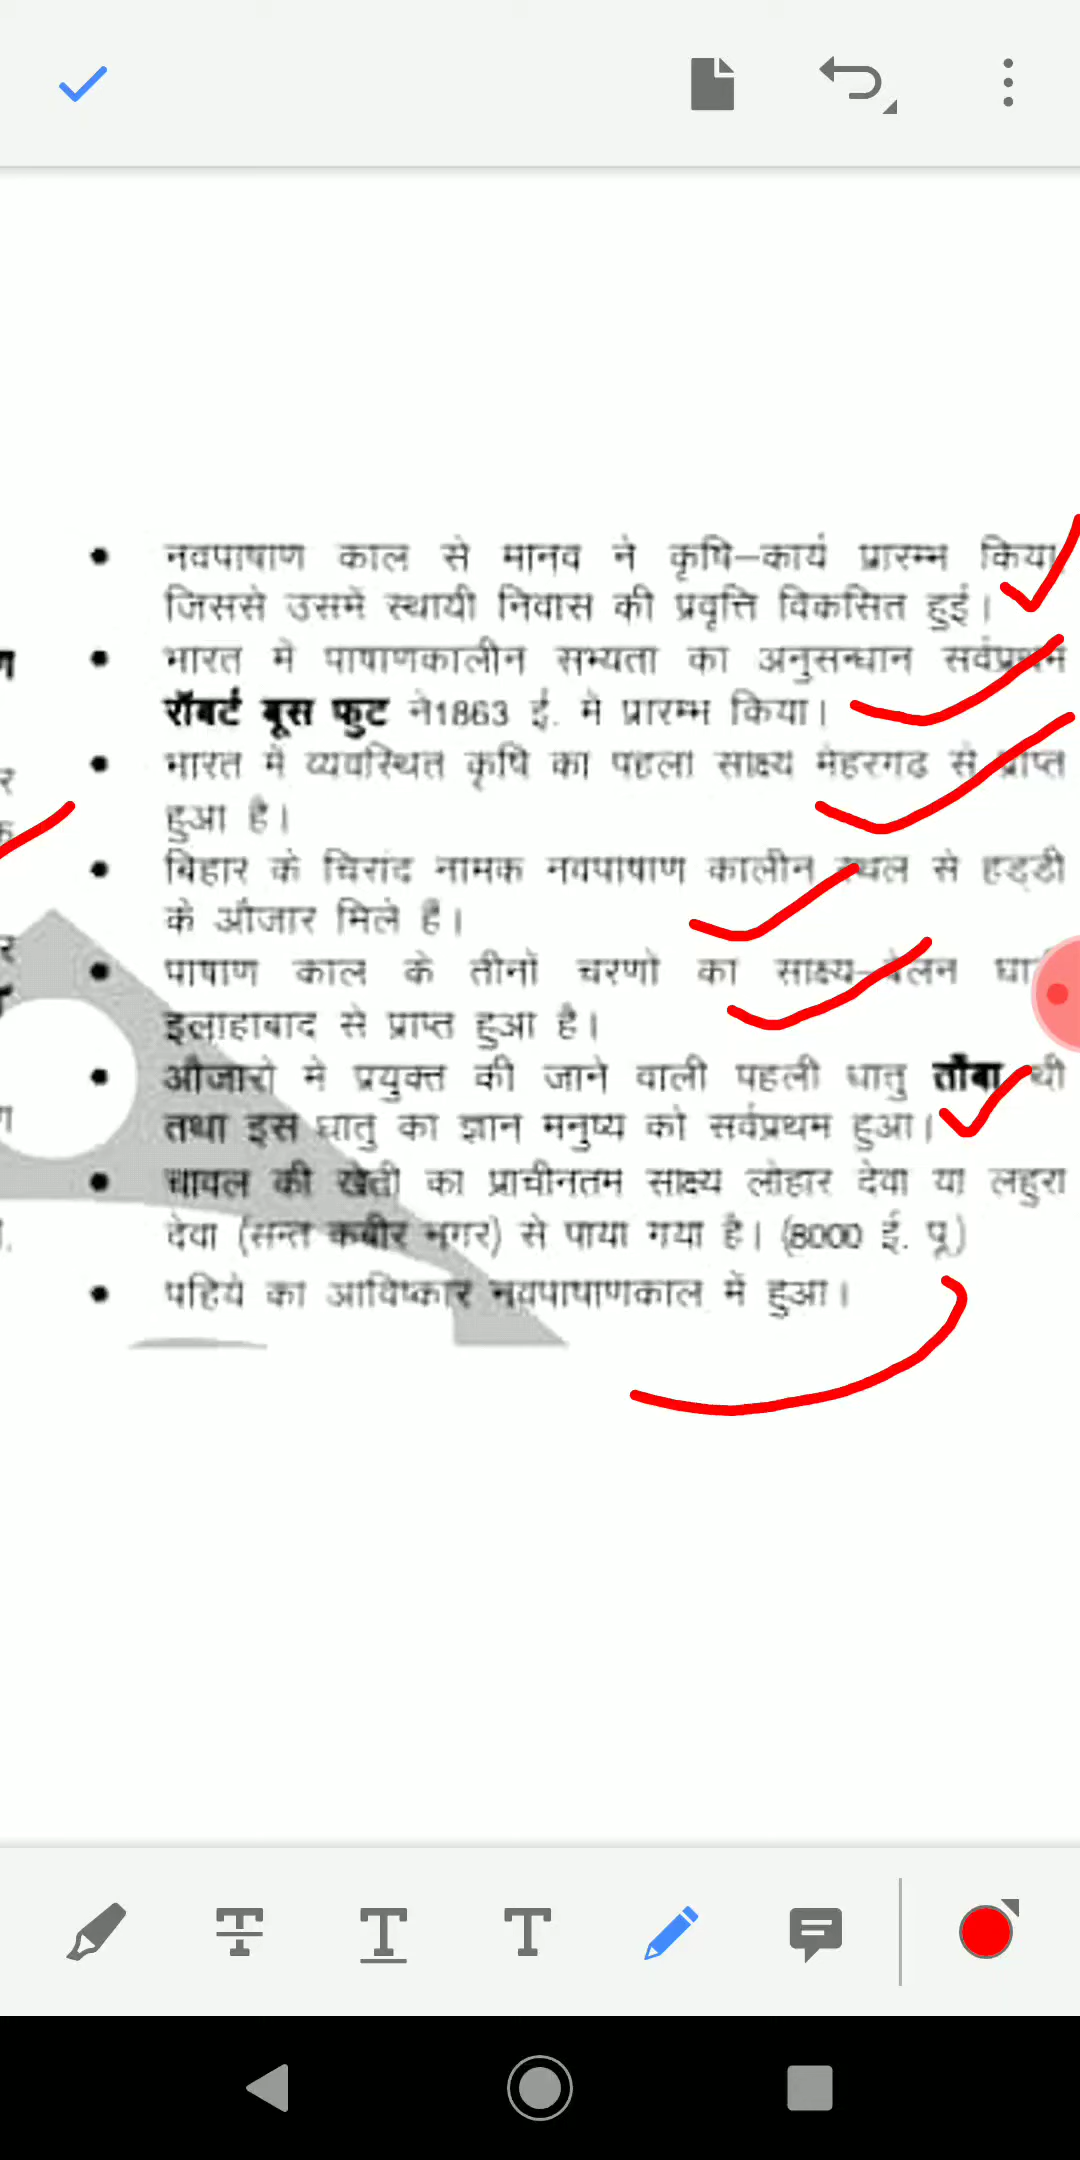 नवपाषाण काल से मानव ने कृषि–कार्य प्रारम्भ किया
जिससे उसमें स्थायी निवास की प्रवृत्ति विकसित हुई।
भारत में पाषाणकालीन सभ्यता का अनुसन्धान सर्वप्रथम
रॉबर्ट ब्रूस फुट ने1863 ई. में प्रारम्भ किया।
भारत में व्यवस्थित कृषि का पहला साक्ष्य मेहरगढ से प्राप्त
हुआ है।
बिहार के चिरांद नामक नवपाषाण कालीन स्थल से हड्डी
के औजार मिले हैं।
पाषाण काल के तीनों चरणों का साक्ष्य–बेलन
इलाहाबाद से प्राप्त हुआ है।
औजारो में प्रयुक्त की जाने वाली पहली धातु ताँबा थी
तथा इस धातु का ज्ञान मनुष्य को सर्वप्रथम हुआ।
चावल की खेती का प्राचीनतम साक्ष्य लोहार देवा या लहुरा
देवा (सन्त कबीर नगर) से पाया गया है। (8000 ई. पू.)
पहिये का आविष्कार नवपाषाणकाल में हुआ।